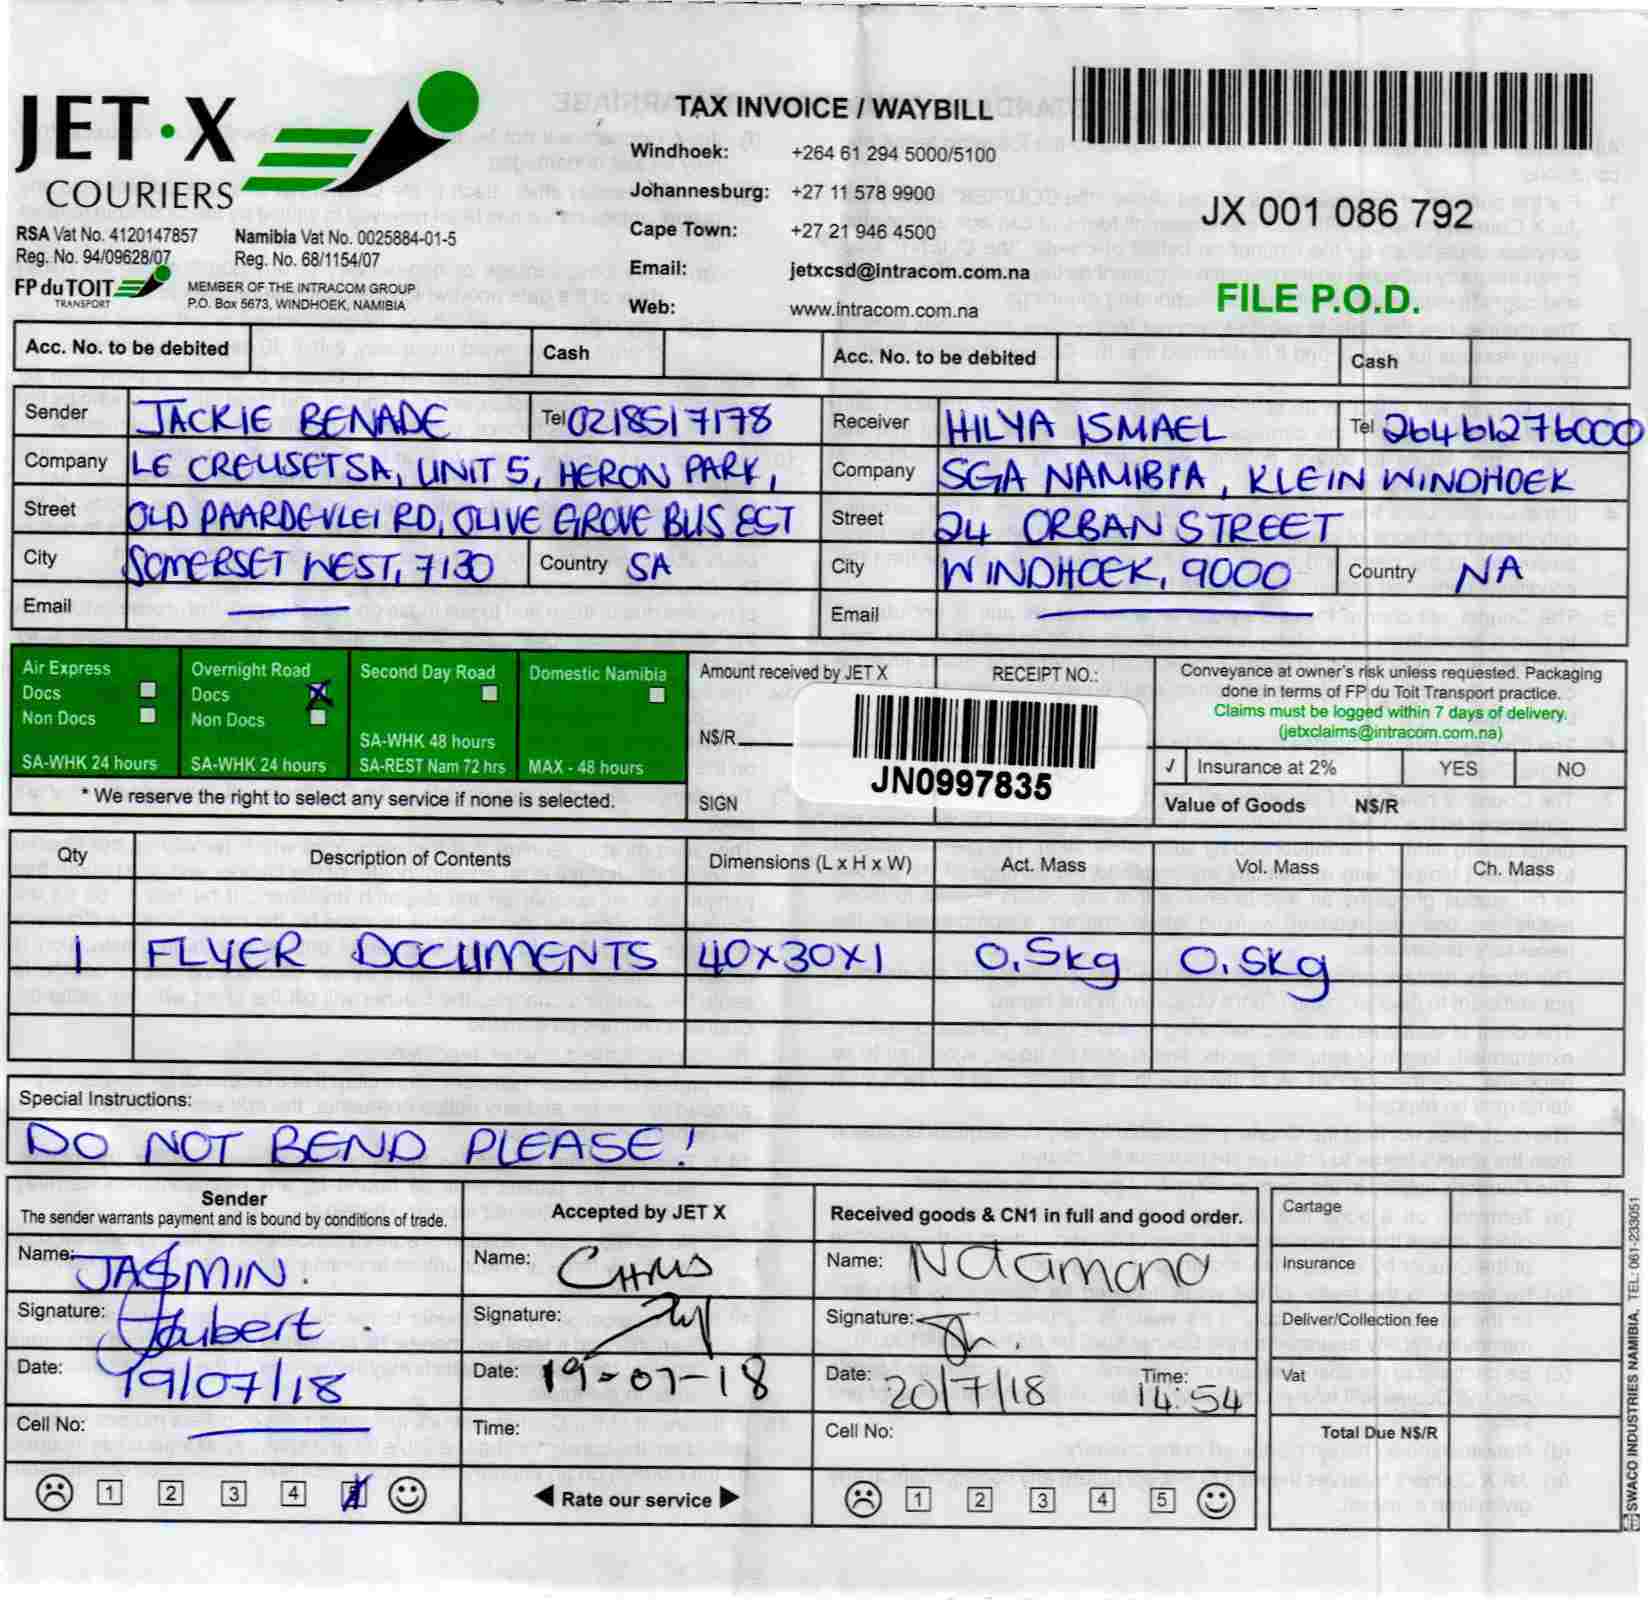 JET·X
COURIERS
RSA Vat No. 4120147857 Namibia Vat No. 0025884-01-5
Reg. No. 94/09628/07 Reg. No. 68/1154/07
FP du TOIT
TRANSPORT
MEMBER OF THE INTRACOM GROUP
P.O. Box 5673, WINDHOEK, NAMIBIA
TAX INVOICE / WAYBILL
Windhoek: +264 61 294 5000/5100
Johannesburg: +27 11 578 9900
Cape Town: +27 21 946 4500
Email: jetxcsd@intracom.com.na
Web: www.intracom.com.na
JX 001 086 792
FILE P.O.D.
Acc. No. to be debited Cash Acc. No. to be debited Cash
Sender JACKIE BENADE Tel 0218517178
Company LE CREUSET SA, UNIT 5, HERON PARK,
Street OLD PAARDEVLEI RD, OLIVE GROVE BUS EST
City SOMERSET WEST, 7130 Country SA
Email
Receiver HILYA ISMAEL Tel 26461276000
Company SGA NAMIBIA, KLEIN WINDHOEK
Street 24 ORBAN STREET
City WINDHOEK, 9000 Country NA
Email
Air Express
Docs
Non Docs
SA-WHK 24 hours
Overnight Road
Docs X
Non Docs
SA-WHK 24 hours
Second Day Road
SA-WHK 48 hours
SA-REST Nam 72 hrs
Domestic Namibia
MAX - 48 hours
* We reserve the right to select any service if none is selected.
Amount received by JET X RECEIPT NO.:
N$/R
SIGN
JN0997835
Conveyance at owner's risk unless requested. Packaging
done in terms of FP du Toit Transport practice.
Claims must be logged within 7 days of delivery.
(jetxclaims@intracom.com.na)
√ Insurance at 2% YES NO
Value of Goods N$/R
Qty Description of Contents Dimensions (L x H x W) Act. Mass Vol. Mass Ch. Mass
1 FLYER DOCUMENTS 40x30x1 0,5kg 0,5kg
Special Instructions:
DO NOT BEND PLEASE!
Sender
The sender warrants payment and is bound by conditions of trade.
Name: JASMIN.
Signature: Joubert.
Date: 19/07/18
Cell No:
1 2 3 4 5
Accepted by JET X
Name: CHRIS
Signature:
Date: 19-07-18
Time:
Rate our service
Received goods & CN1 in full and good order.
Name:
Signature:
Date: 20/7/18 Time: 14:54
Cell No:
1 2 3 4 5
Cartage
Insurance
Deliver/Collection fee
Vat
Total Due N$/R
SWACO INDUSTRIES NAMIBIA. TEL.: 061-233051